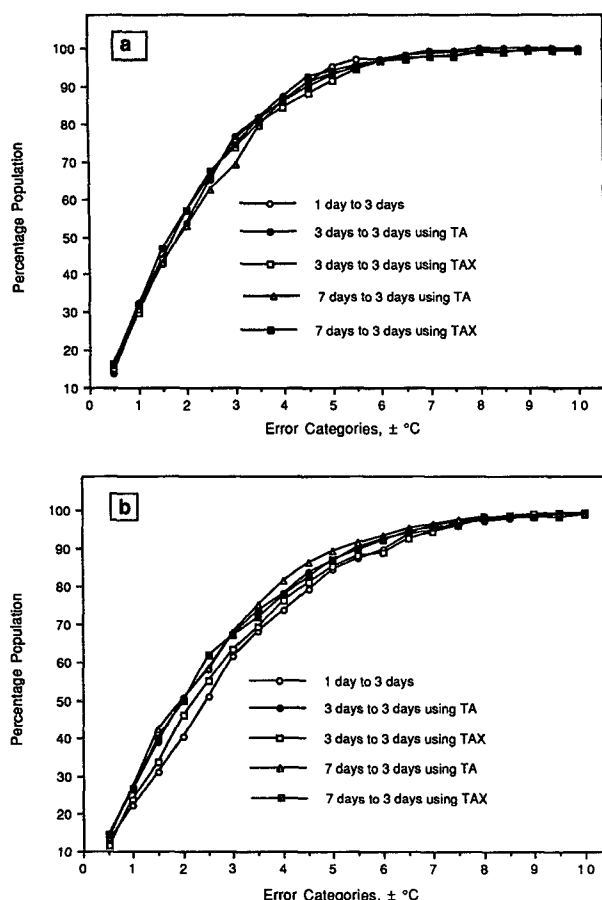 a
100
90
80
70
60
50
40
30
20
10
Percentage Population
1 day to 3 days
3 days to 3 days using TA
3 days to 3 days using TAX
7 days to 3 days using TA
7 days to 3 days using TAX
0 1 2 3 4 5 6 7 8 9 10
Error Categories, ± °C
b
100
90
80
70
60
50
40
30
20
10
Percentage Population
1 day to 3 days
3 days to 3 days using TA
3 days to 3 days using TAX
7 days to 3 days using TA
7 days to 3 days using TAX
0 1 2 3 4 5 6 7 8 9 10
Error Categories, ± °C